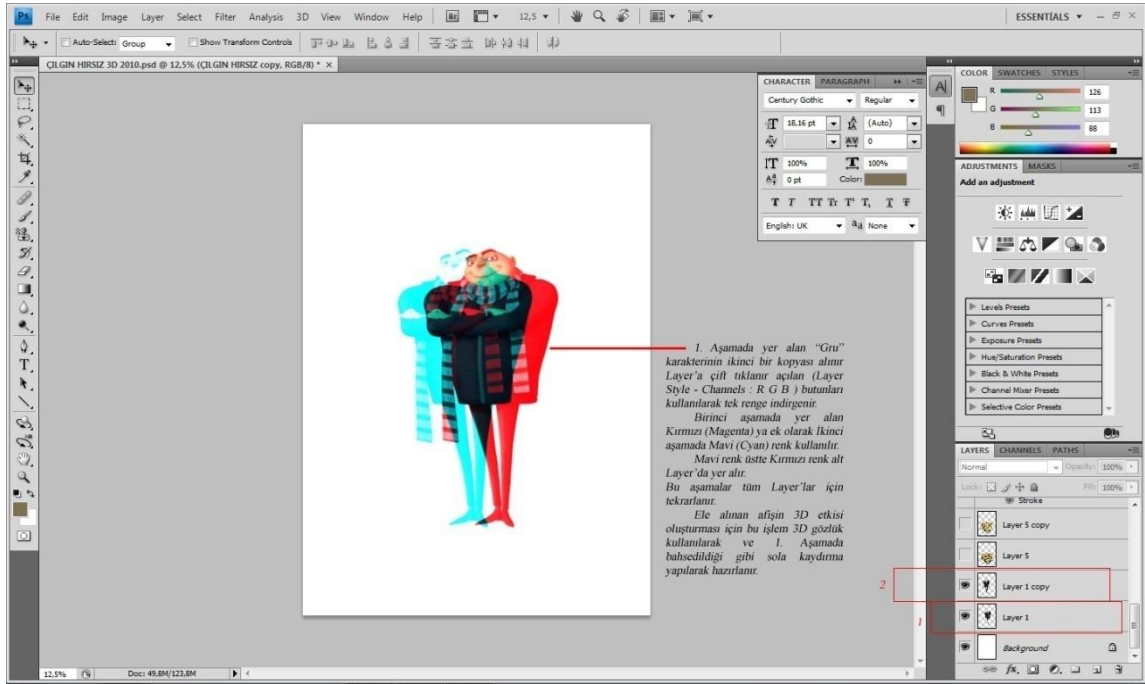 Ps File Edit Image Layer Select Filter Analysis 3D View Window Help Br 12,5 ESSENTİALS
Auto-Select: Group Show Transform Controls
ÇILGIN HIRSIZ 3D 2010.psd @ 12,5% (ÇILGIN HIRSIZ copy, RGB/8) *
CHARACTER PARAGRAPH
Century Gothic Regular
18,16 pt (Auto)
0
100% 100%
0 pt Color:
English: UK None
COLOR SWATCHES STYLES
R 126
G 113
B 88
ADJUSTMENTS MASKS
Add an adjustment
Levels Presets
Curves Presets
Exposure Presets
Hue/Saturation Presets
Black & White Presets
Channel Mixer Presets
Selective Color Presets
LAYERS CHANNELS PATHS
Normal Opacity: 100%
Lock: Fill: 100%
Stroke
Layer 5 copy
Layer 5
2 Layer 1 copy
1 Layer 1
Background
1. Aşamada yer alan “Gru”
karakterinin ikinci bir kopyası alınır
Layer’a çift tıklanır açılan (Layer
Style - Channels : R G B ) butunları
kullanılarak tek renge indirgenir.
Birinci aşamada yer alan
Kırmızı (Magenta) ya ek olarak İkinci
aşamada Mavi (Cyan) renk kullanılır.
Mavi renk üstte Kırmızı renk alt
Layer’da yer alır.
Bu aşamalar tüm Layer’lar için
tekrarlanır.
Ele alınan afişin 3D etkisi
oluşturması için bu işlem 3D gözlük
kullanılarak ve 1. Aşamada
bahsedildiği gibi sola kaydırma
yapılarak hazırlanır.
12,5% Doc: 49,8M/123,8M